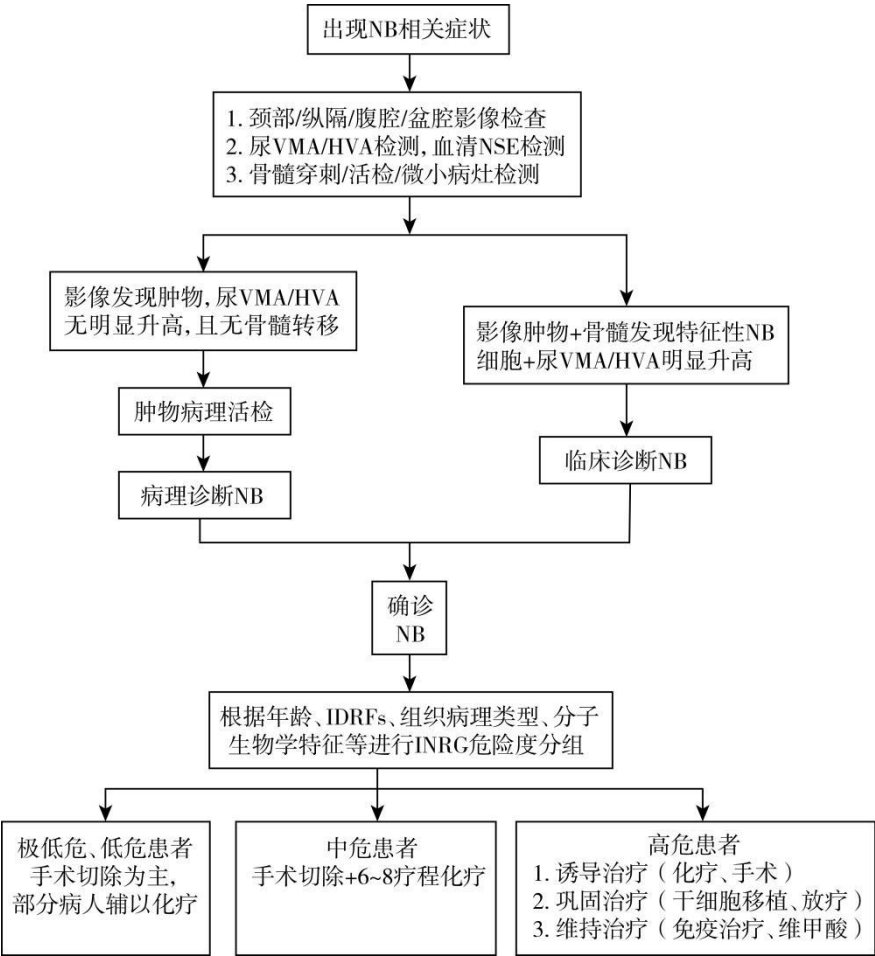 出现NB相关症状
1. 颈部/纵隔/腹腔/盆腔影像检查
2. 尿VMA/HVA检测, 血清NSE检测
3. 骨髓穿刺/活检/微小病灶检测
影像发现肿物, 尿VMA/HVA
无明显升高, 且无骨髓转移
影像肿物+骨髓发现特征性NB
细胞+尿VMA/HVA明显升高
肿物病理活检
临床诊断NB
病理诊断NB
确诊
NB
根据年龄、IDRFs、组织病理类型、分子
生物学特征等进行INRG危险度分组
极低危、低危患者
手术切除为主,
部分病人辅以化疗
中危患者
手术切除+6~8疗程化疗
高危患者
1. 诱导治疗（化疗、手术）
2. 巩固治疗（干细胞移植、放疗）
3. 维持治疗（免疫治疗、维甲酸）